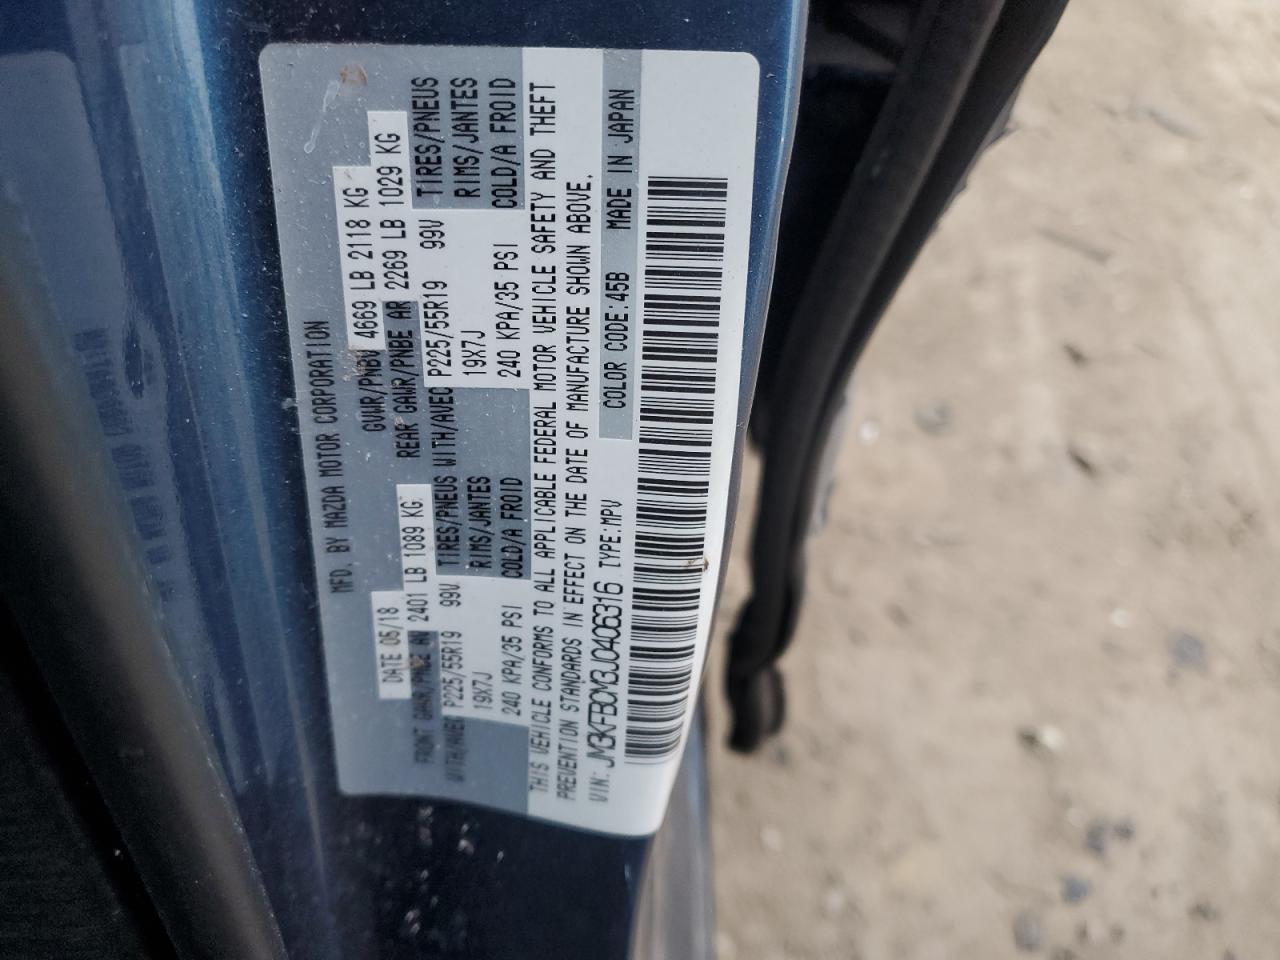 MFD. BY MAZDA MOTOR CORPORATION
DATE 05/18 GVWR/PNBV 4669 LB 2118 KG
FRONT GAWR/PNBE AV 2401 LB 1089 KG REAR GAWR/PNBE AR 2269 LB 1029 KG
WITH/AVEC P225/55R19 99V TIRES/PNEUS WITH/AVEC P225/55R19 99V TIRES/PNEUS
19X7J RIMS/JANTES 19X7J RIMS/JANTES
240 KPA/35 PSI COLD/A FROID 240 KPA/35 PSI COLD/A FROID
THIS VEHICLE CONFORMS TO ALL APPLICABLE FEDERAL MOTOR VEHICLE SAFETY AND THEFT
PREVENTION STANDARDS IN EFFECT ON THE DATE OF MANUFACTURE SHOWN ABOVE.
VIN: JM3KFBCM3J0406316 TYPE:MPV COLOR CODE:45B MADE IN JAPAN